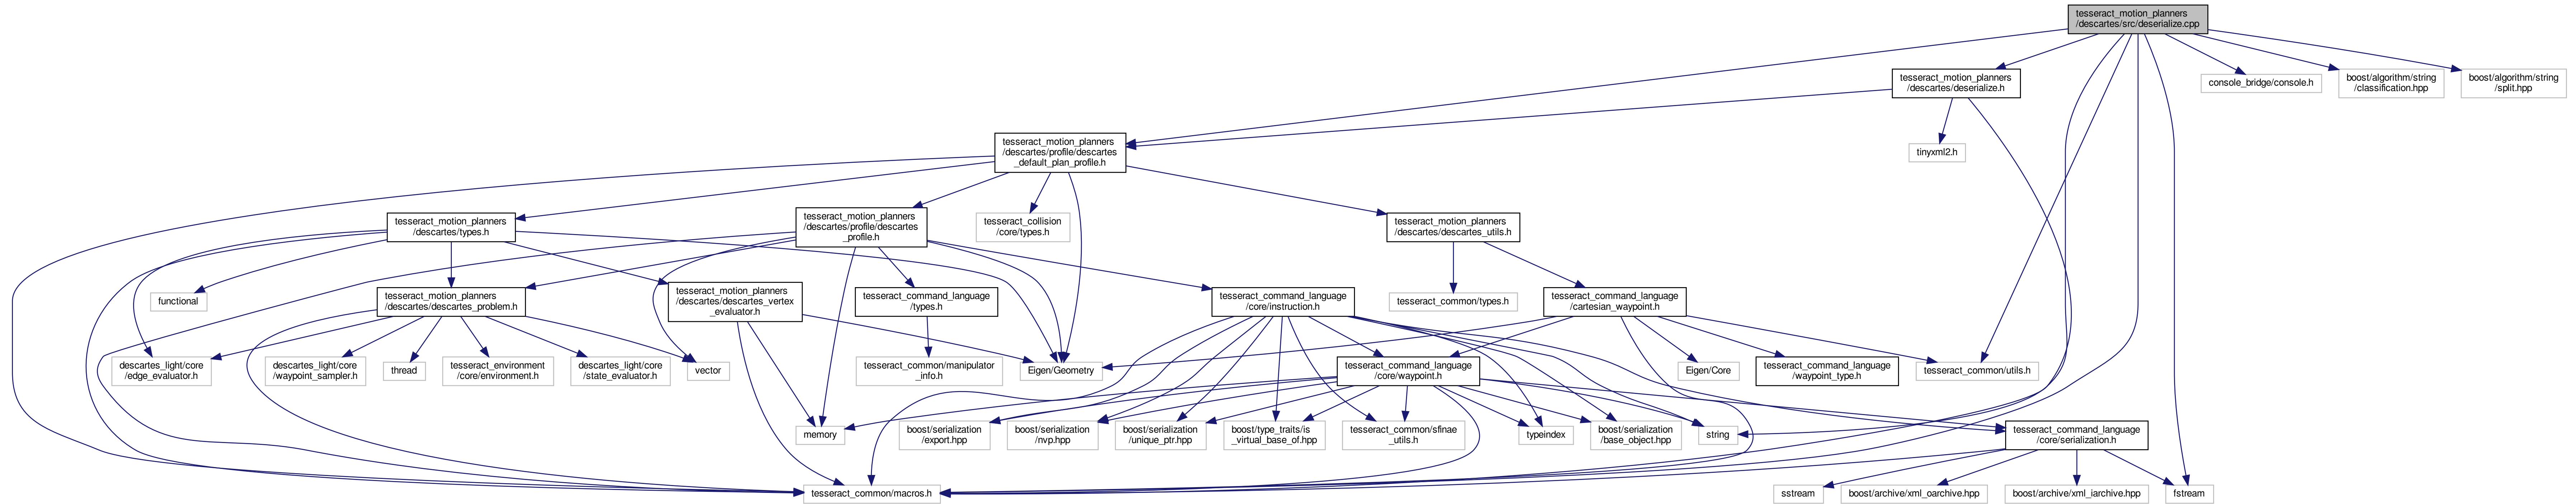 tesseract_motion_planners
/descartes/src/deserialize.cpp
tesseract_motion_planners
/descartes/deserialize.h
console_bridge/console.h
boost/algorithm/string
/classification.hpp
boost/algorithm/string
/split.hpp
tesseract_motion_planners
/descartes/profile/descartes
_default_plan_profile.h
tinyxml2.h
tesseract_motion_planners
/descartes/types.h
tesseract_motion_planners
/descartes/profile/descartes
_profile.h
tesseract_collision
/core/types.h
tesseract_motion_planners
/descartes/descartes_utils.h
functional
tesseract_motion_planners
/descartes/descartes_problem.h
tesseract_motion_planners
/descartes/descartes_vertex
_evaluator.h
tesseract_command_language
/types.h
tesseract_command_language
/core/instruction.h
tesseract_common/types.h
tesseract_command_language
/cartesian_waypoint.h
descartes_light/core
/edge_evaluator.h
descartes_light/core
/waypoint_sampler.h
thread
tesseract_environment
/core/environment.h
descartes_light/core
/state_evaluator.h
vector
tesseract_common/manipulator
_info.h
Eigen/Geometry
tesseract_command_language
/core/waypoint.h
Eigen/Core
tesseract_command_language
/waypoint_type.h
tesseract_common/utils.h
memory
boost/serialization
/export.hpp
boost/serialization
/nvp.hpp
boost/serialization
/unique_ptr.hpp
boost/type_traits/is
_virtual_base_of.hpp
tesseract_common/sfinae
_utils.h
typeindex
boost/serialization
/base_object.hpp
string
tesseract_command_language
/core/serialization.h
tesseract_common/macros.h
sstream
boost/archive/xml_oarchive.hpp
boost/archive/xml_iarchive.hpp
fstream